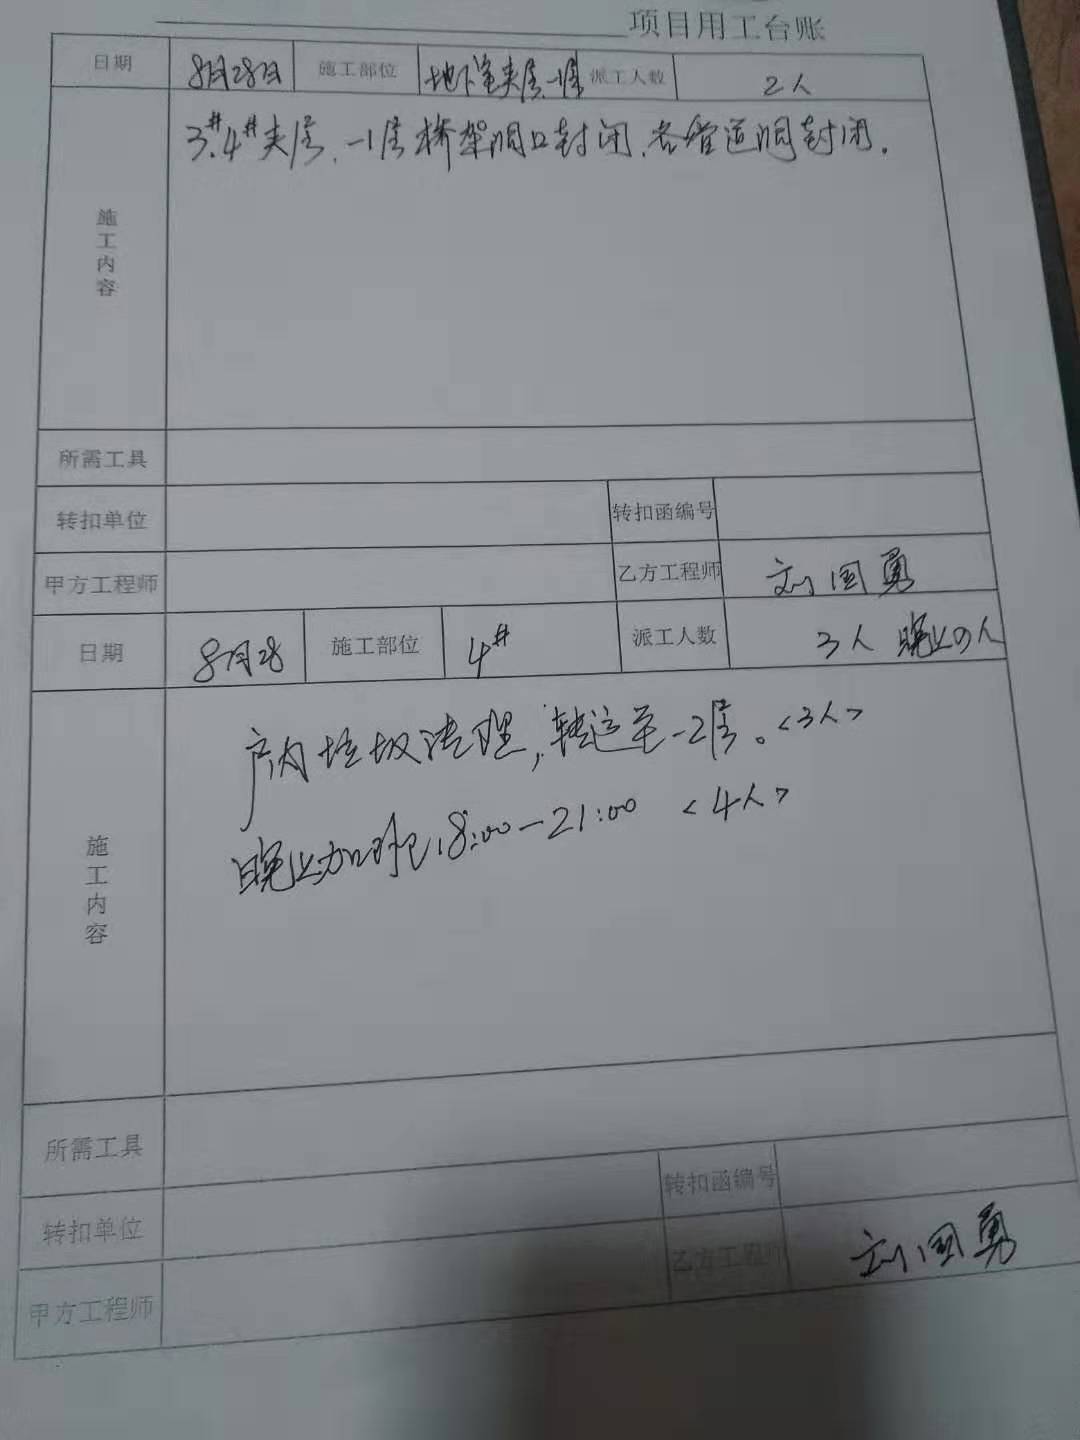 项目用工台账
日期 8月28日 施工部位 地下室夹层、-1层 派工人数 2人
施工内容
3#.4#夹层、-1层桥架洞口封闭、各管道洞封闭.
所需工具
转扣单位 转扣函编号
甲方工程师 乙方工程师 刘国勇
日期 8月28 施工部位 4# 派工人数 3人 晚上4人
施工内容
户内垃圾清理,转运至-2层。<3人>
晚上加班18:00-21:00 <4人>
所需工具
转扣单位 转扣函编号
甲方工程师 乙方工程师 刘国勇